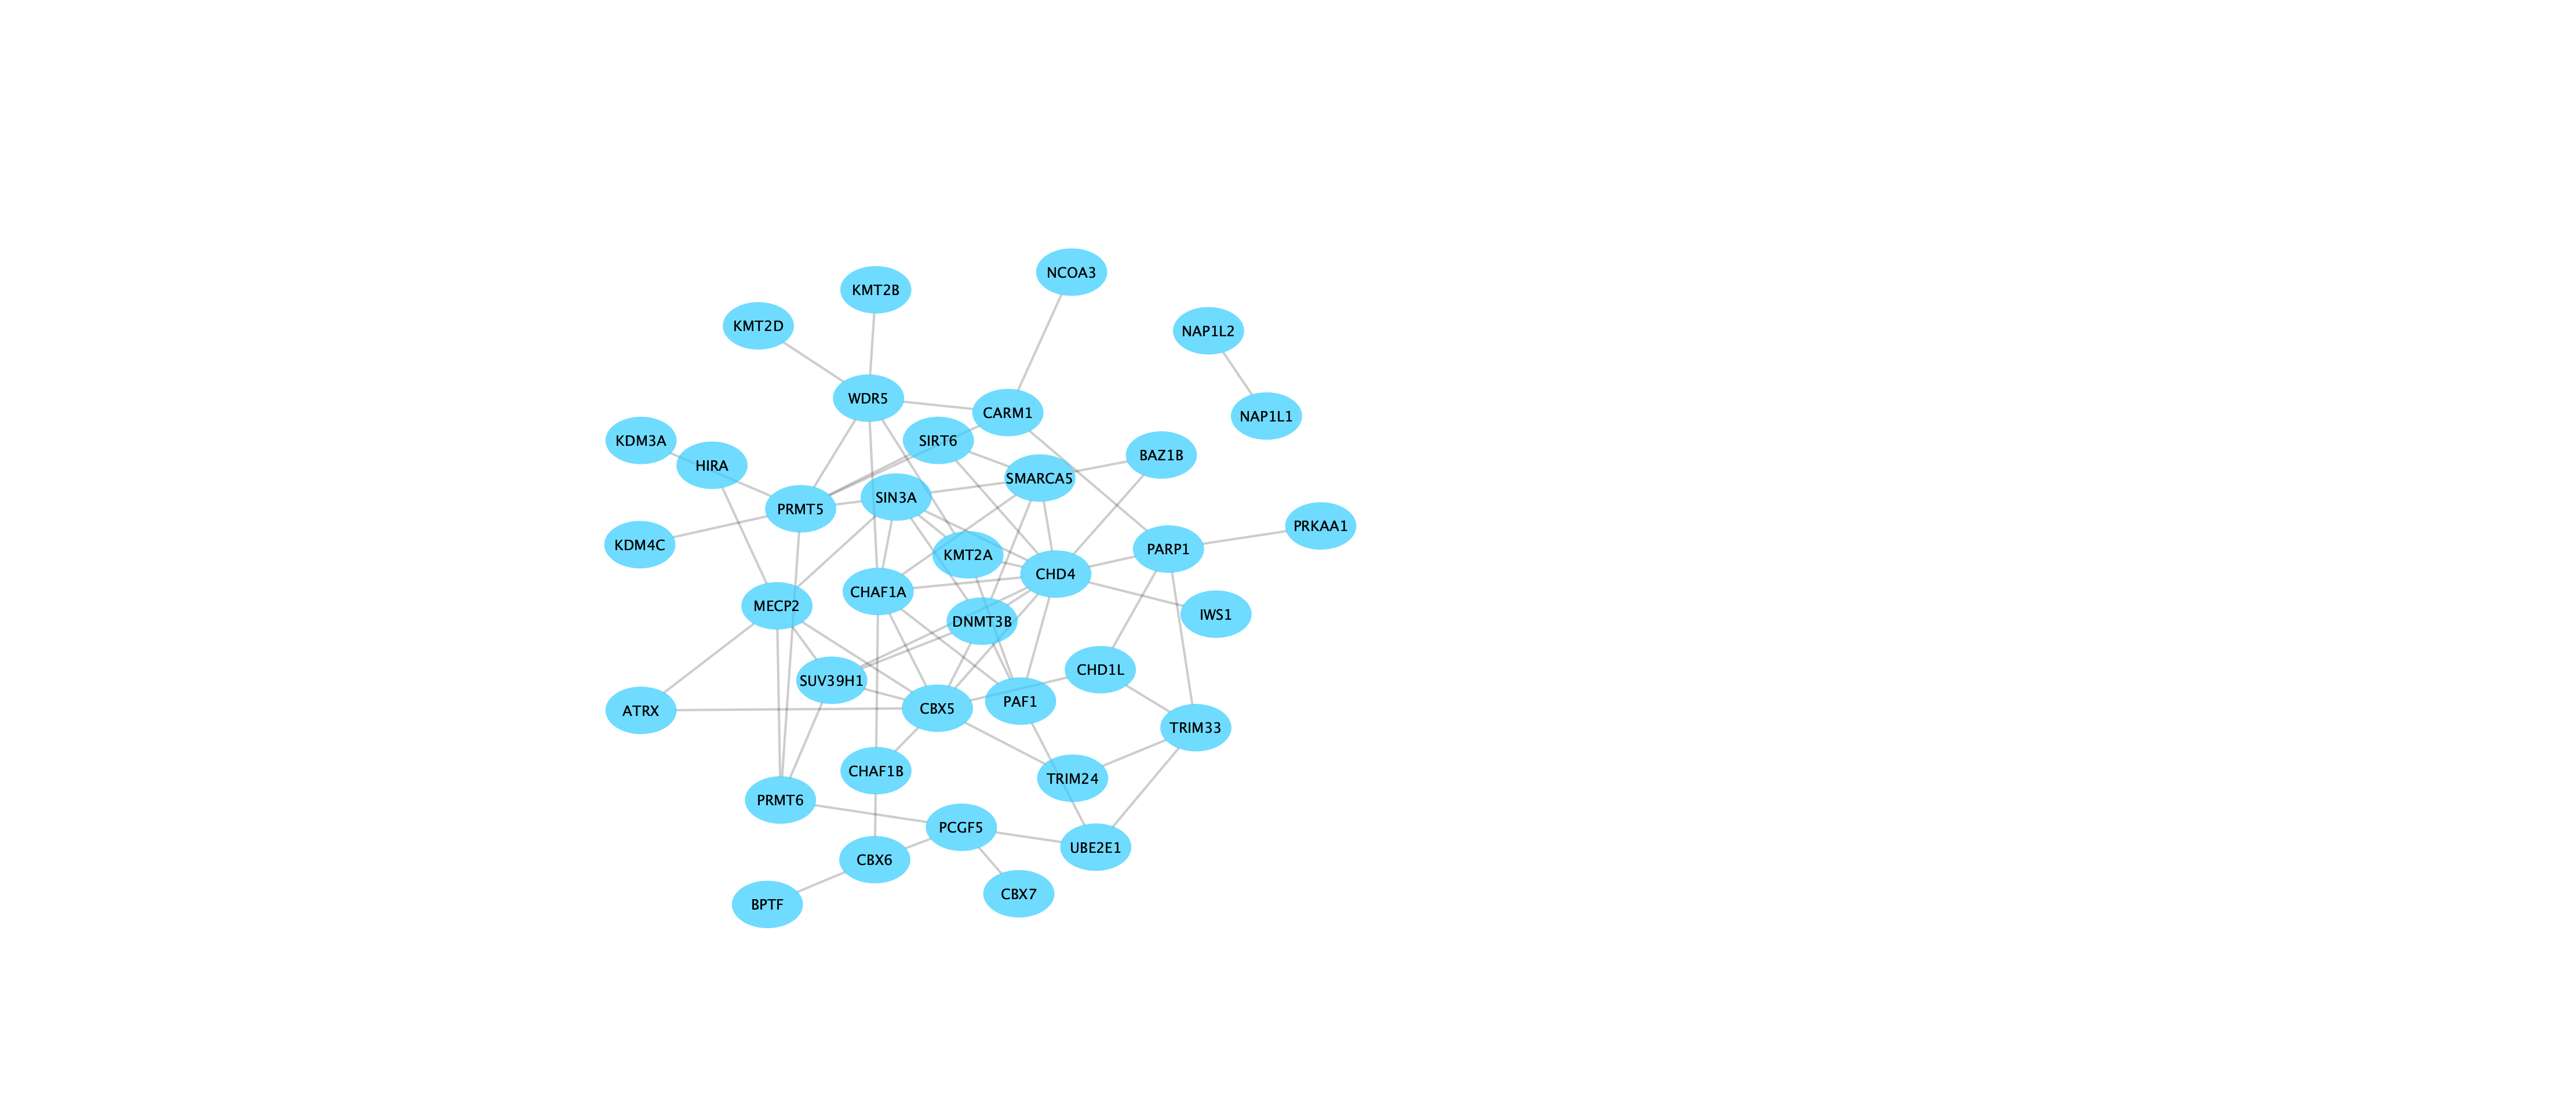 NCOA3
KMT2B
KMT2D
NAP1L2
WDR5
CARM1
NAP1L1
KDM3A
SIRT6
BAZ1B
HIRA
SMARCA5
SIN3A
PRMT5
PRKAA1
KDM4C
PARP1
KMT2A
CHD4
CHAF1A
MECP2
IWS1
DNMT3B
CHD1L
SUV39H1
PAF1
CBX5
ATRX
TRIM33
CHAF1B
TRIM24
PRMT6
PCGF5
UBE2E1
CBX6
CBX7
BPTF